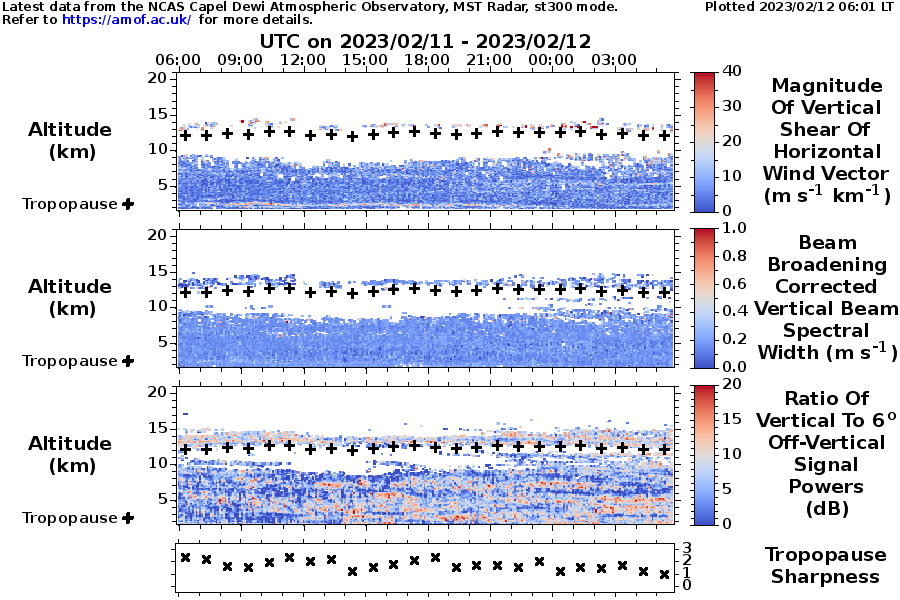 Latest data from the NCAS Capel Dewi Atmospheric Observatory, MST Radar, st300 mode.
Plotted 2023/02/12 06:01 LT
Refer to https://amof.ac.uk/ for more details.
UTC on 2023/02/11 - 2023/02/12
06:00 09:00 12:00 15:00 18:00 21:00 00:00 03:00
20
15
10
5
Altitude
(km)
Tropopause
40
30
20
10
0
Magnitude
Of Vertical
Shear Of
Horizontal
Wind Vector
(m s-1 km-1)
20
15
10
5
Altitude
(km)
Tropopause
1.0
0.8
0.6
0.4
0.2
0.0
Beam
Broadening
Corrected
Vertical Beam
Spectral
Width (m s-1)
20
15
10
5
Altitude
(km)
Tropopause
20
15
10
5
0
Ratio Of
Vertical To 6o
Off-Vertical
Signal
Powers
(dB)
3
2
1
0
Tropopause
Sharpness